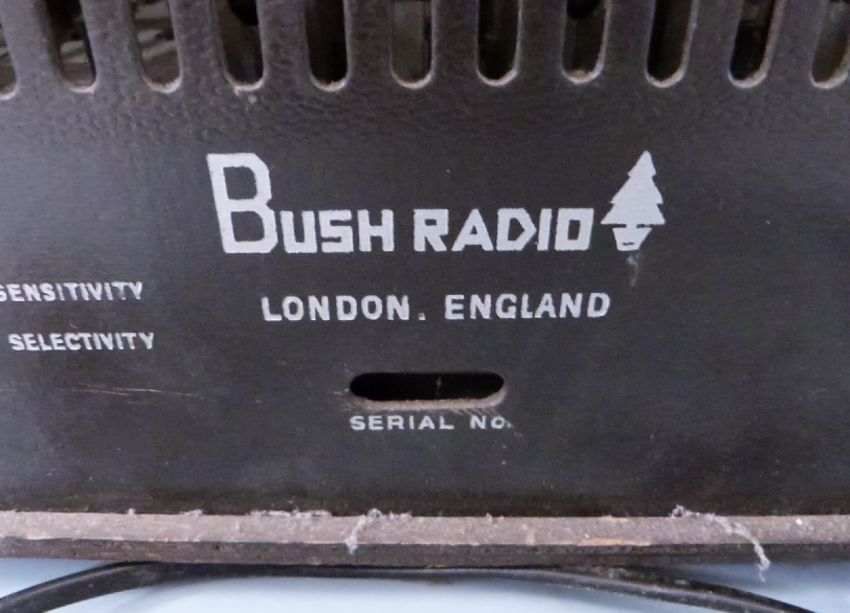 BUSH RADIO
LONDON. ENGLAND
SENSITIVITY
SELECTIVITY
SERIAL NO.